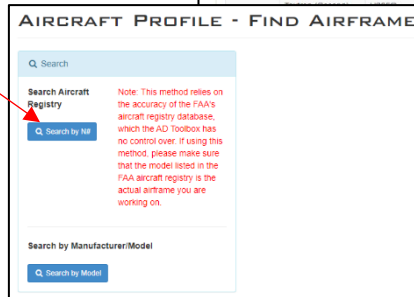 AIRCRAFT PROFILE - FIND AIRFRAME
Search
Search Aircraft
Registry
Search by N#
Note: This method relies on
the accuracy of the FAA's
aircraft registry database,
which the AD Toolbox has
no control over. If using this
method, please make sure
that the model listed in the
FAA aircraft registry is the
actual airframe you are
working on.
Search by Manufacturer/Model
Search by Model